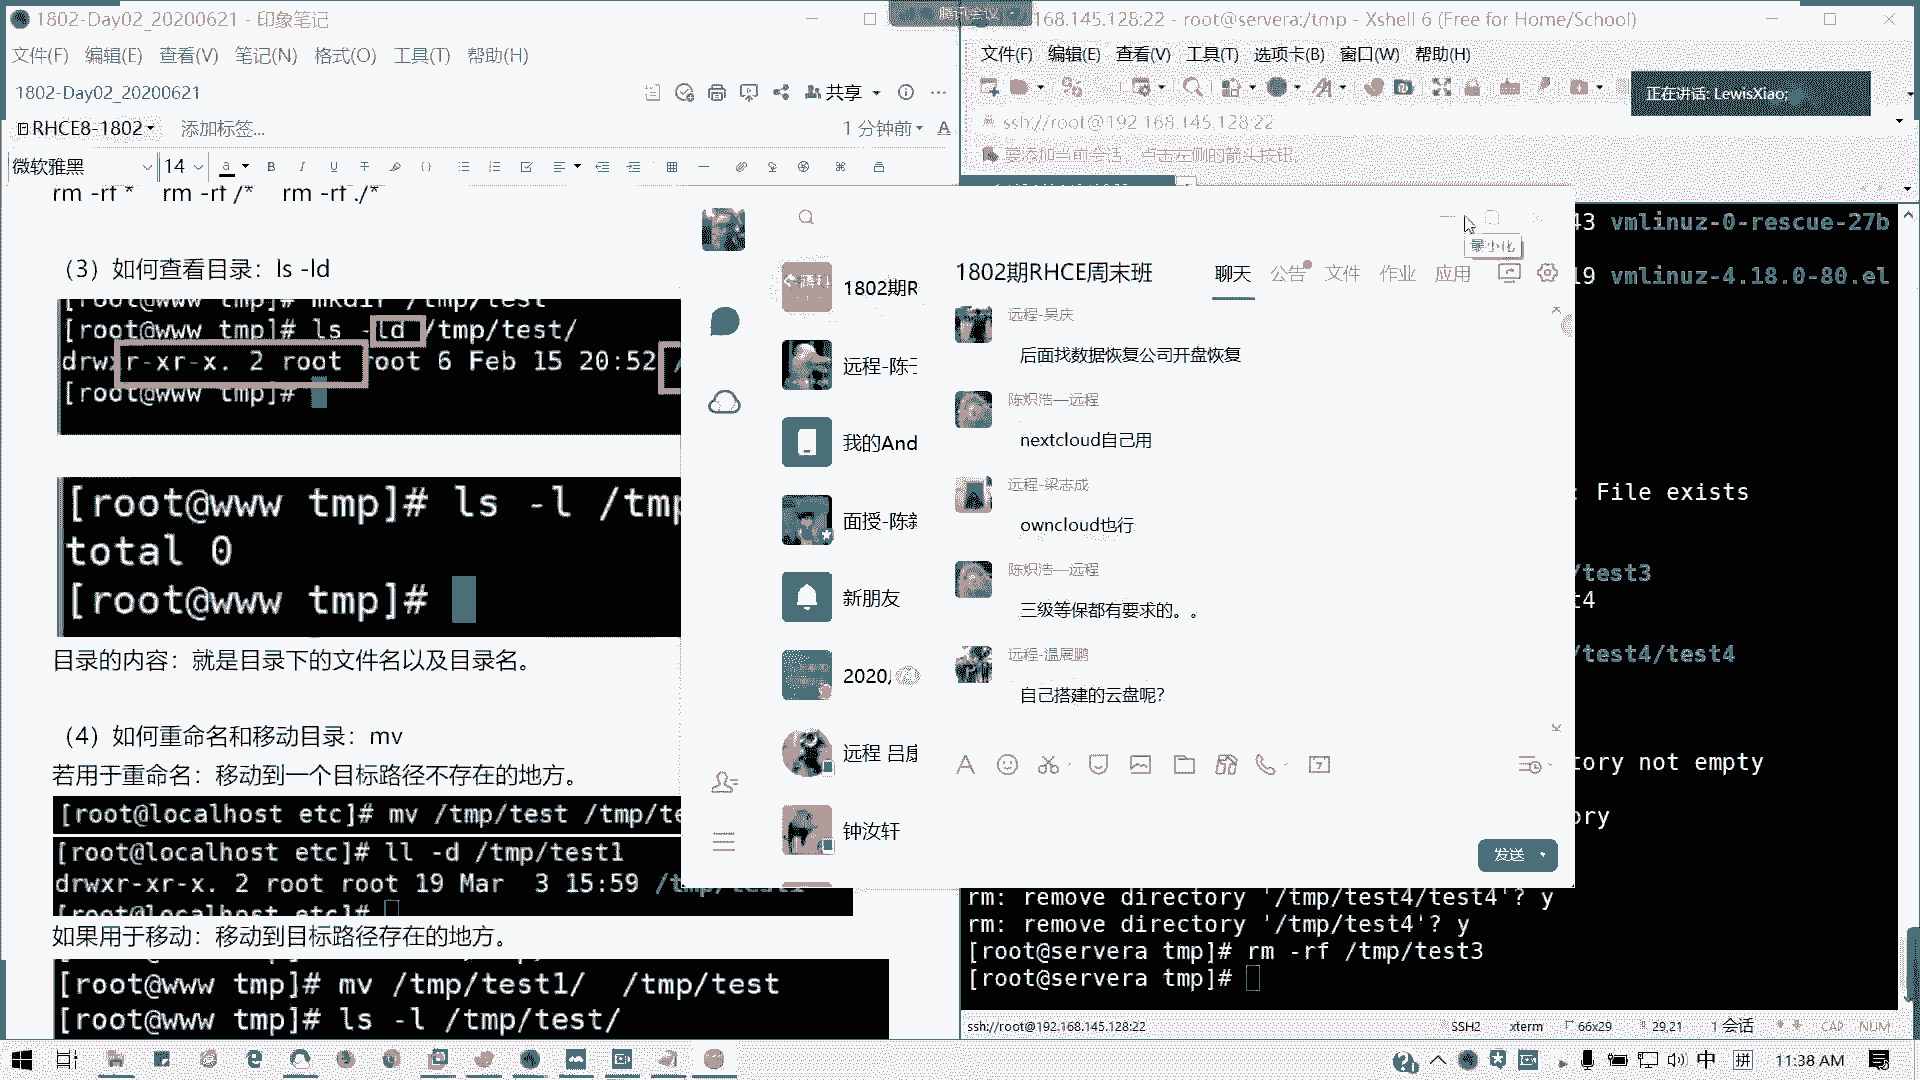 1802-Day02_20200621 - 印象笔记
文件(F) 编辑(E) 查看(V) 笔记(N) 格式(O) 工具(T) 帮助(H)
1802-Day02_20200621
共享
RHCE8-1802 添加标签...
1 分钟前
微软雅黑 14
rm -rf * rm -rf /* rm -rf ./*
（3）如何查看目录：ls -ld
[root@www tmp]# mkdir /tmp/test
[root@www tmp]# ls -ld /tmp/test/
drwxr-xr-x. 2 root root 6 Feb 15 20:52
[root@www tmp]#
[root@www tmp]# ls -l /tmp
total 0
[root@www tmp]#
目录的内容：就是目录下的文件名以及目录名。
（4）如何重命名和移动目录：mv
若用于重命名：移动到一个目标路径不存在的地方。
[root@localhost etc]# mv /tmp/test /tmp/te
[root@localhost etc]# ll -d /tmp/test1
drwxr-xr-x. 2 root root 19 Mar 3 15:59 /tmp/test1
[root@localhost etc]#
如果用于移动：移动到目标路径存在的地方。
[root@www tmp]# mv /tmp/test1/ /tmp/test
[root@www tmp]# ls -l /tmp/test/
腾讯会议
168.145.128:22 - root@servera:/tmp - Xshell 6 (Free for Home/School)
文件(F) 编辑(E) 查看(V) 工具(T) 选项卡(B) 窗口(W) 帮助(H)
正在讲话: LewisXiao;
ssh://root@192.168.145.128:22
要添加当前会话，点击左侧的箭头按钮。
43 vmlinuz-0-rescue-27b
19 vmlinuz-4.18.0-80.el
: File exists
/test3
t4
/test4/test4
tory not empty
ory
rm: remove directory '/tmp/test4/test4'? y
rm: remove directory '/tmp/test4'? y
[root@servera tmp]# rm -rf /tmp/test3
[root@servera tmp]#
ssh://root@192.168.145.128:22 SSH2 xterm 66x29 29,21 1 会话 CAP NUM
最小化
1802期R
远程-陈
我的And
面授-陈
新朋友
2020
远程 吕
钟汝轩
1802期RHCE周末班
聊天 公告 文件 作业 应用
远程-吴庆
后面找数据恢复公司开盘恢复
陈炽浩—远程
nextcloud自己用
远程-梁志成
owncloud也行
陈炽浩—远程
三级等保都有要求的。。
远程-温展鹏
自己搭建的云盘呢?
发送
中 拼 11:38 AM